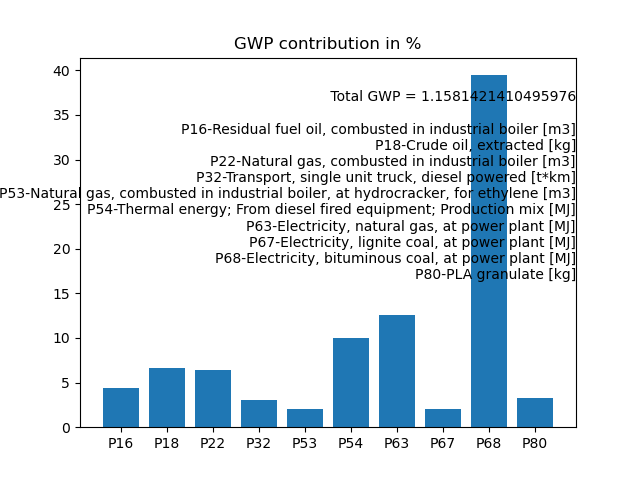 GWP contribution in %
40
35
30
25
20
15
10
5
0
Total GWP = 1.1581421410495976
P16-Residual fuel oil, combusted in industrial boiler [m3]
P18-Crude oil, extracted [kg]
P22-Natural gas, combusted in industrial boiler [m3]
P32-Transport, single unit truck, diesel powered [t*km]
P53-Natural gas, combusted in industrial boiler, at hydrocracker, for ethylene [m3]
P54-Thermal energy; From diesel fired equipment; Production mix [MJ]
P63-Electricity, natural gas, at power plant [MJ]
P67-Electricity, lignite coal, at power plant [MJ]
P68-Electricity, bituminous coal, at power plant [MJ]
P80-PLA granulate [kg]
P16 P18 P22 P32 P53 P54 P63 P67 P68 P80